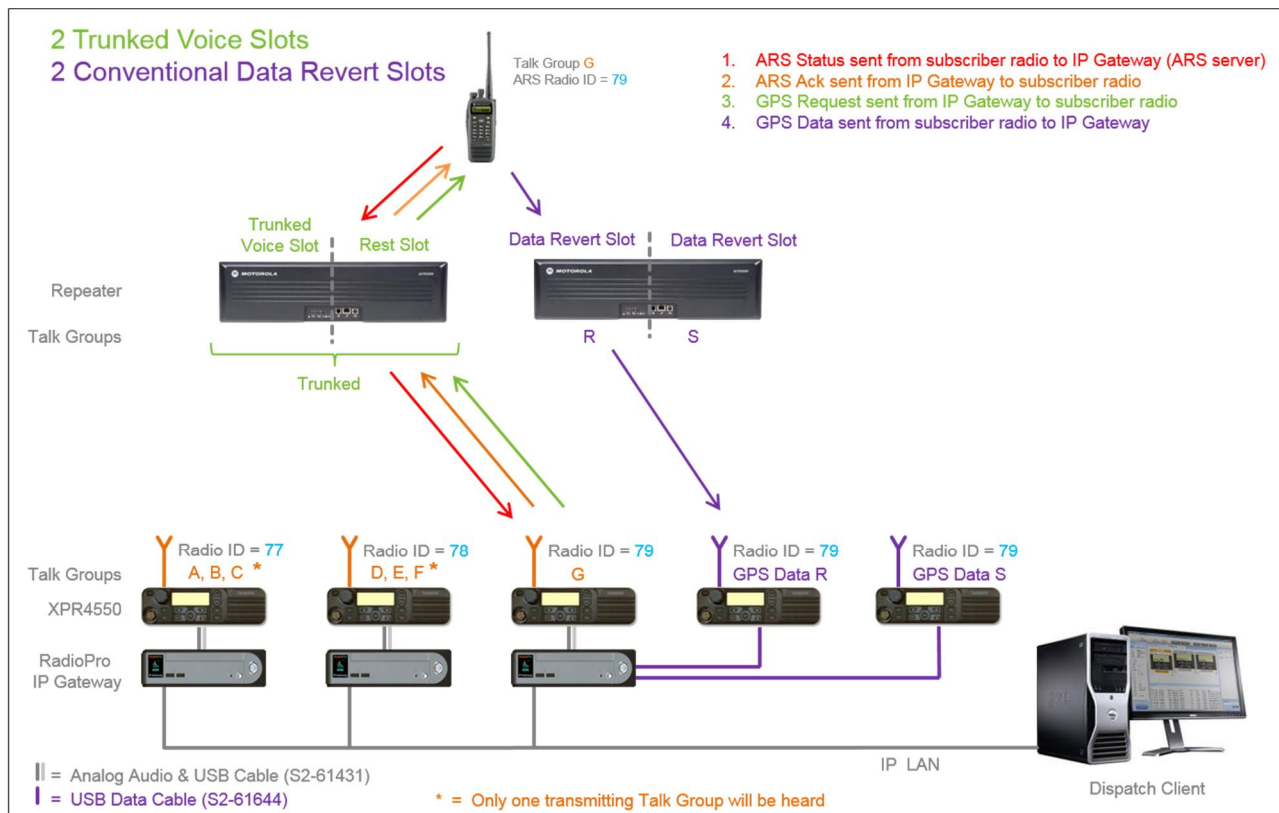 2 Trunked Voice Slots
2 Conventional Data Revert Slots
Talk Group G
ARS Radio ID = 79
1. ARS Status sent from subscriber radio to IP Gateway (ARS server)
2. ARS Ack sent from IP Gateway to subscriber radio
3. GPS Request sent from IP Gateway to subscriber radio
4. GPS Data sent from subscriber radio to IP Gateway
Trunked
Voice Slot
Rest Slot
Data Revert Slot
Data Revert Slot
Repeater
MOTOROLA
MOTOROLA
Talk Groups
R
S
Trunked
Radio ID = 77
Radio ID = 78
Radio ID = 79
Radio ID = 79
Radio ID = 79
Talk Groups
A, B, C *
D, E, F *
G
GPS Data R
GPS Data S
XPR4550
RadioPro
IP Gateway
IP LAN
|| = Analog Audio & USB Cable (S2-61431)
| = USB Data Cable (S2-61644)
* = Only one transmitting Talk Group will be heard
Dispatch Client